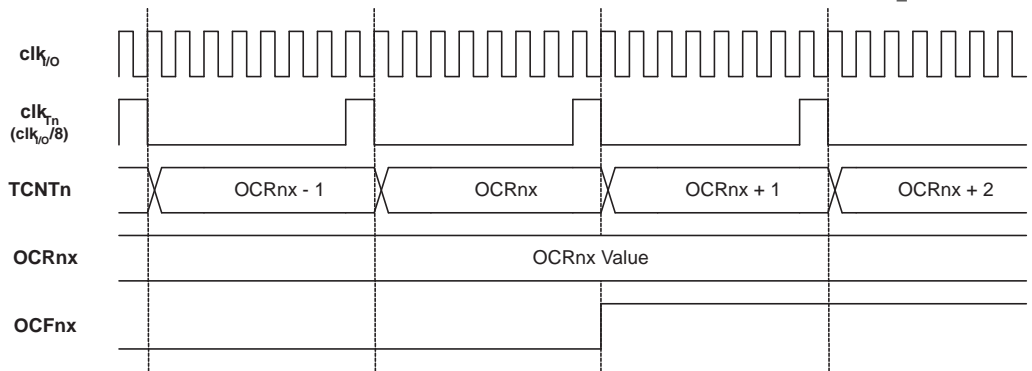 clkI/O
clkTn
(clkI/O/8)
TCNTn OCRnx - 1 OCRnx OCRnx + 1 OCRnx + 2
OCRnx OCRnx Value
OCFnx